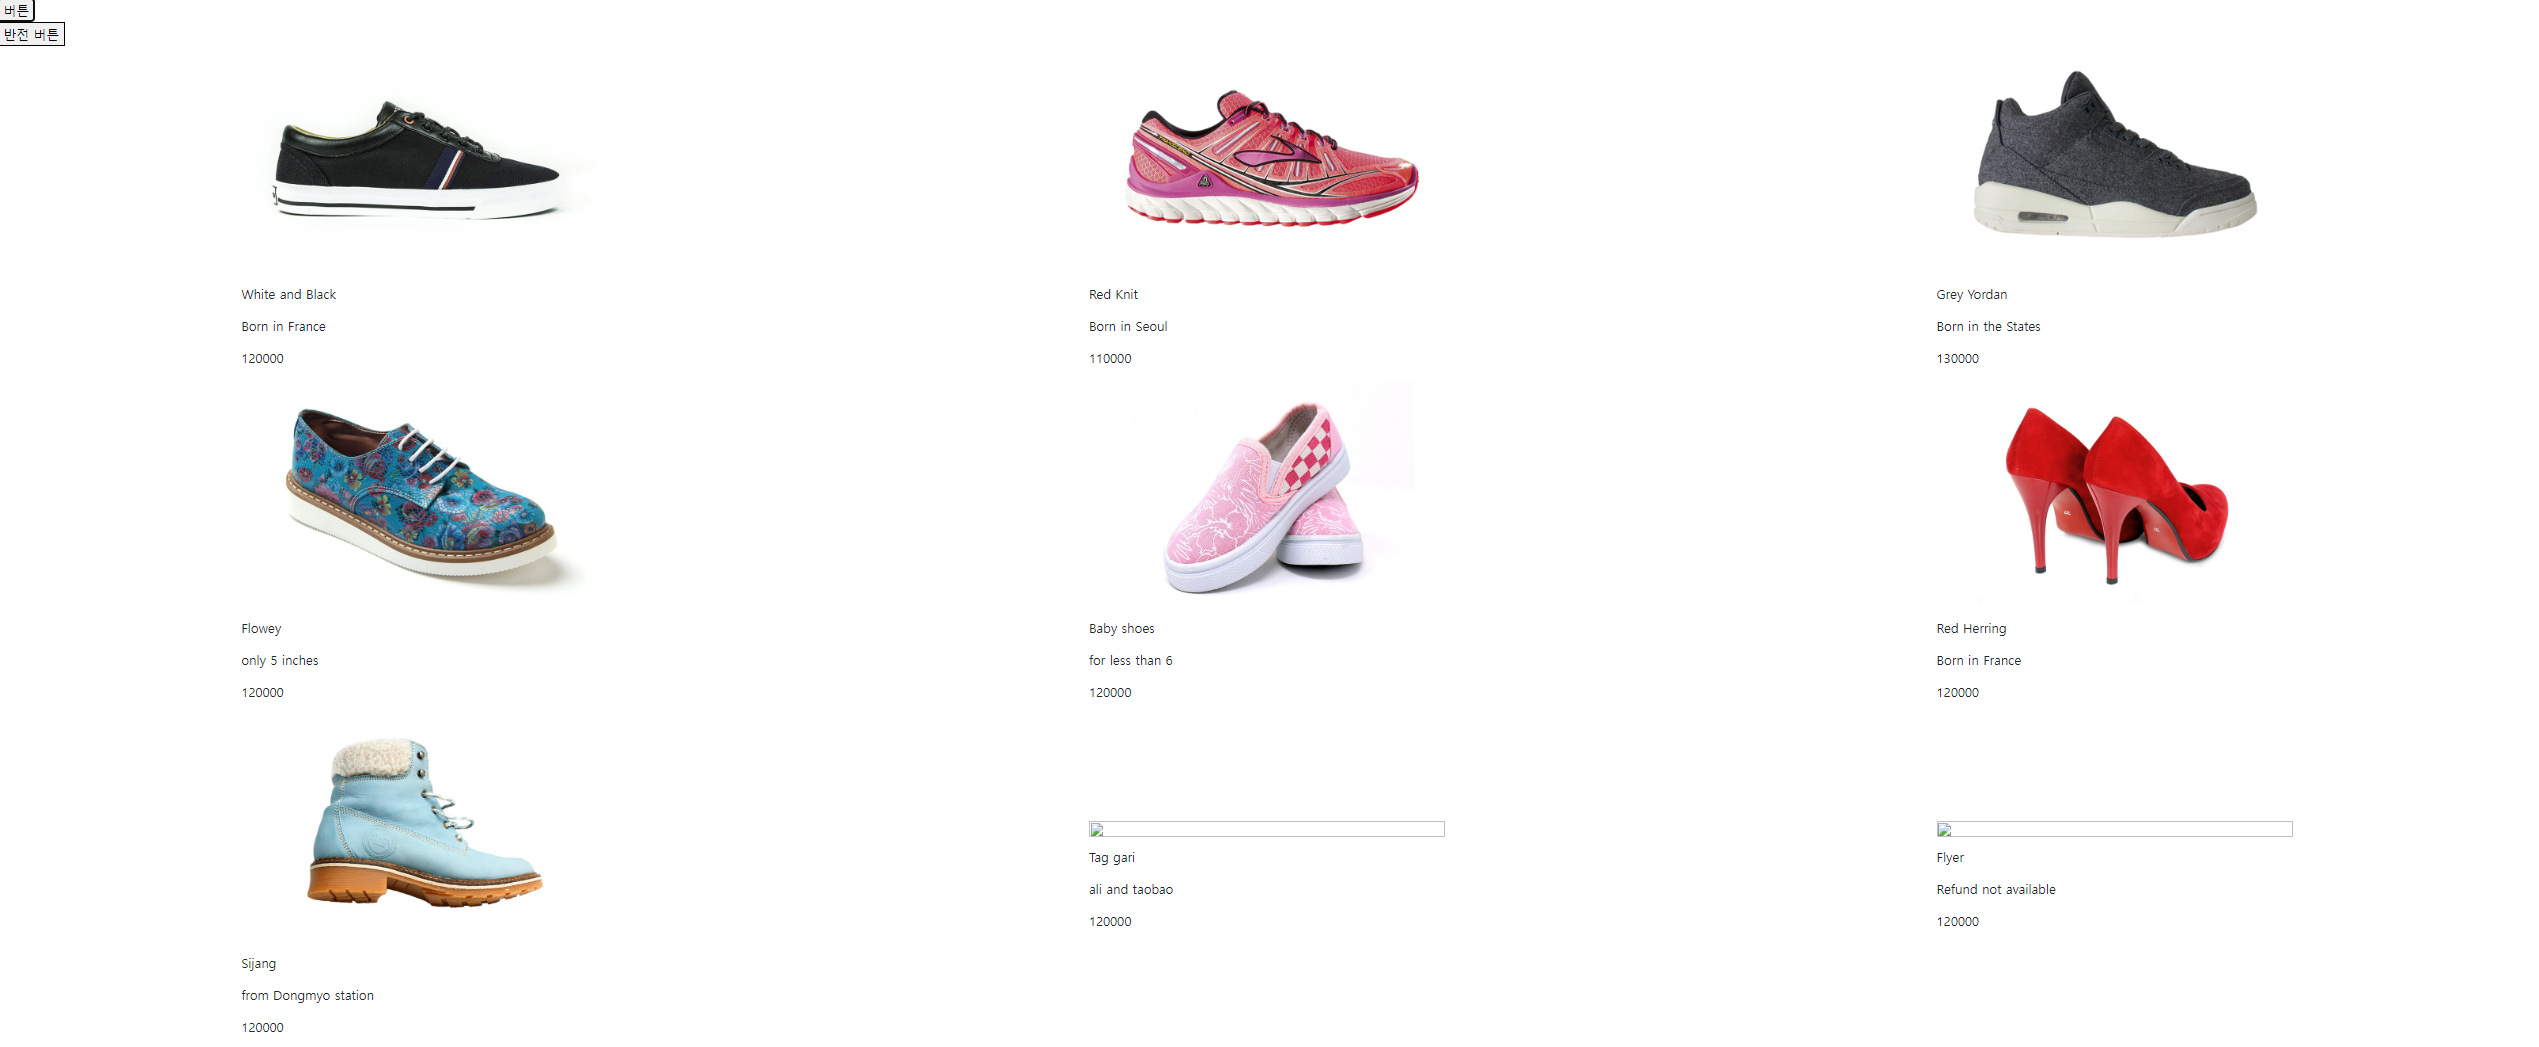 버튼
반전 버튼
White and Black
Born in France
120000
Red Knit
Born in Seoul
110000
Grey Yordan
Born in the States
130000
Flowey
only 5 inches
120000
Baby shoes
for less than 6
120000
Red Herring
Born in France
120000
Sijang
from Dongmyo station
120000
Tag gari
ali and taobao
120000
Flyer
Refund not available
120000